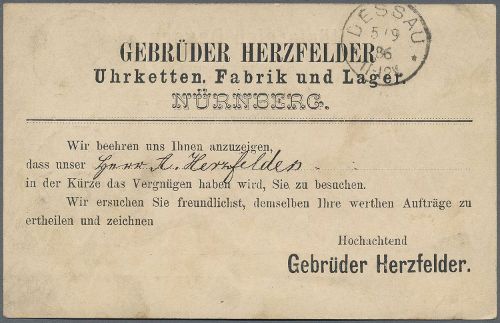 DESSAU
5/9
86
GEBRÜDER HERZFELDER
Uhrketten. Fabrik und Lager.
NÜRNBERG.
Wir beehren uns Ihnen anzuzeigen,
dass unser Herr A. Herzfelder
in der Kürze das Vergnügen haben wird, Sie zu besuchen.
Wir ersuchen Sie freundlichst, demselben Ihre werthen Aufträge zu
ertheilen und zeichnen
Hochachtend
Gebrüder Herzfelder.